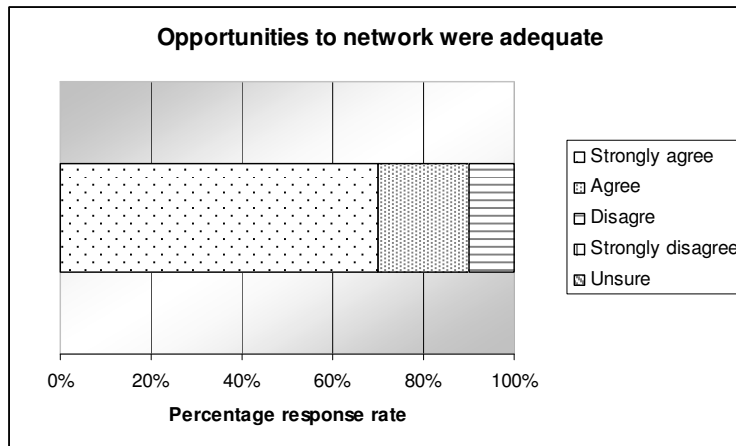 Opportunities to network were adequate
Strongly agree
Agree
Disagre
Strongly disagree
Unsure
0% 20% 40% 60% 80% 100%
Percentage response rate